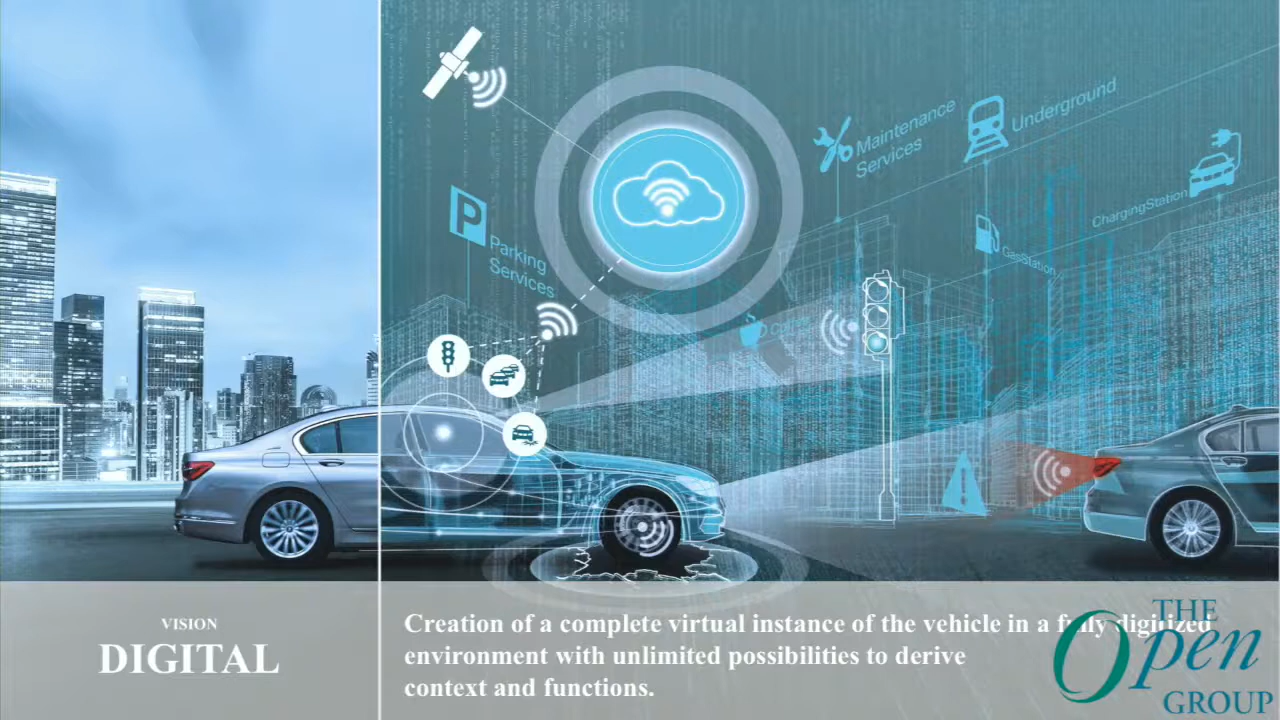 Maintenance
Services
Underground
ChargingStation
P
Parking
Services
GasStation
VISION
DIGITAL
Creation of a complete virtual instance of the vehicle in a fully digitized
environment with unlimited possibilities to derive
context and functions.
THE
Open
GROUP